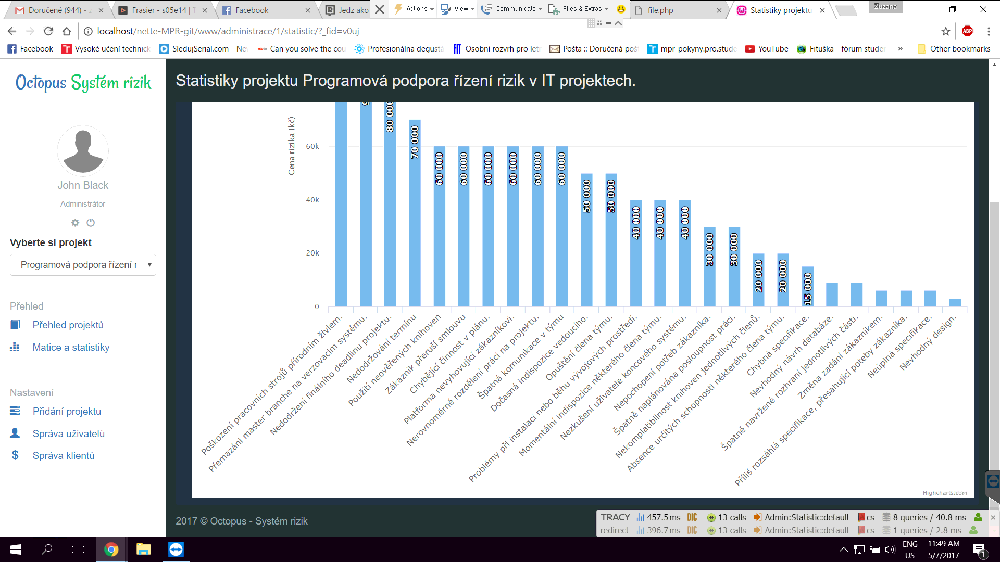 Doručené (944) - z
Frasier - s05e14 | T
Facebook
Jedz ako
Actions
View
Communicate
Files & Extras
file.php
Statistiky projektu
Zuzana
localhost/nette-MPR-git/www/administrace/1/statistic/?_fid=v0uj
ABP
Facebook
Vysoké učení technick
SledujSerial.com - Ne
Can you solve the cou
Profesionálna degustá
Osobní rozvrh pro letn
Pošta :: Doručená poš
mpr-pokyny.pro.stude
YouTube
Fituška - fórum studen
»
Other bookmarks
Octopus Systém rizik
John Black
Administrátor
Vyberte si projekt
Programová podpora řízení r
Přehled
Přehled projektů
Matice a statistiky
Nastavení
Přidání projektu
Správa uživatelů
Správa klientů
Statistiky projektu Programová podpora řízení rizik v IT projektech.
Cena rizika (kč)
60k
40k
20k
0
80 000
70 000
60 000
60 000
60 000
60 000
60 000
60 000
50 000
50 000
40 000
40 000
40 000
30 000
30 000
20 000
20 000
15 000
Poškození pracovních strojů přírodním živlem.
Přemazáni master branche na verzovacim systému.
Nedodržení finálního deadlinu projektu.
Nedodržování termínu
Použití neověřených knihoven
Zákazník přeruší smlouvu
Chybějící činnost v plánu.
Platforma nevyhovující zákazníkovi.
Nerovnoměrně rozdělení práci na projektu.
Špatná komunikace v týmu
Dočasná indispozice vedoucího.
Opuštění člena týmu.
Problémy při instalaci nebo běhu vývojových prostředí.
Momentální indispozice některého člena týmu.
Nezkušení uživatele koncového systému.
Nepochopení potřeb zákazníka.
Špatně naplánována posloupnost práci.
Nekomplatibilnost knihoven jednotlivých členů.
Absence určitých schopnosti některého člena týmu.
Chybná specifikace.
Nevhodný návrh databáze.
Špatně navržené rozhraní jednotlivých části.
Změna zadání zákazníkem.
Příliš rozsáhlá specifikace, přesahující poteby zákazníka.
Neúplná specifikace.
Nevhodný design.
Highcharts.com
2017 © Octopus - Systém rizik
TRACY 457.5 ms DIC 13 calls Admin:Statistic:default cs 8 queries / 40.8 ms
redirect 396.7 ms DIC 13 calls Admin:Statistic:default cs 1 queries / 2.8 ms
ENG
US
11:49 AM
5/7/2017
1